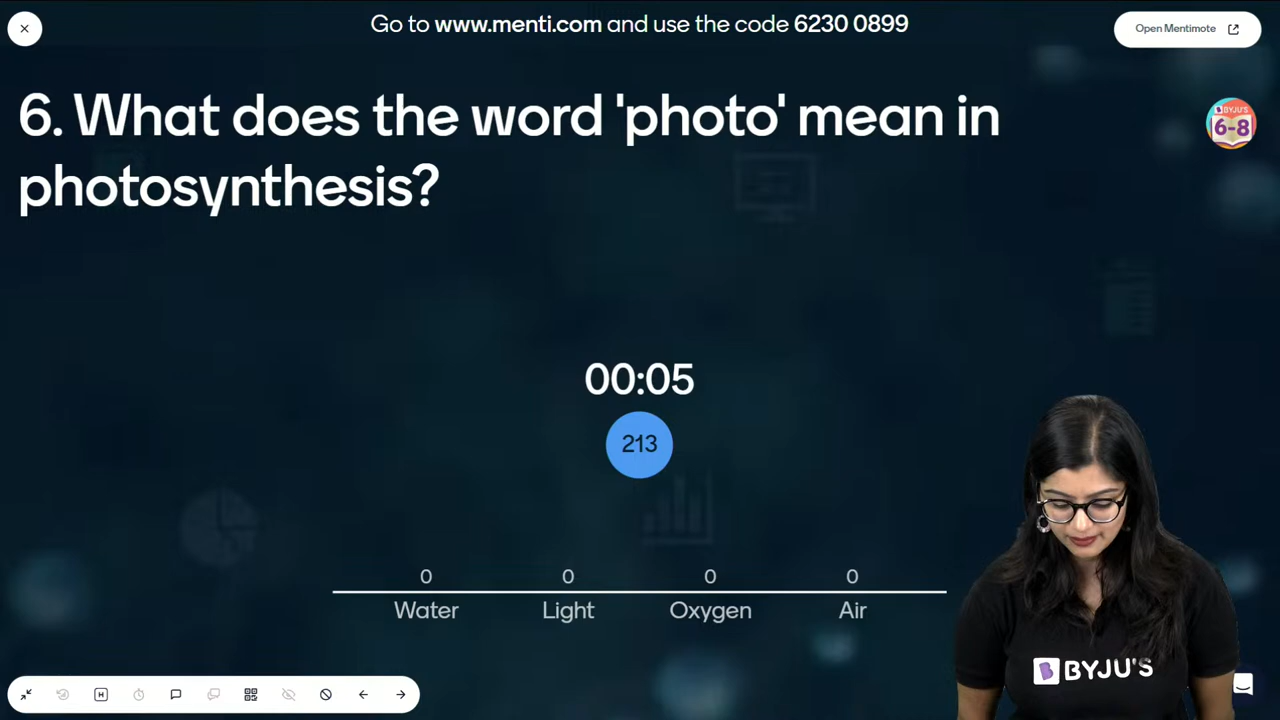 Go to www.menti.com and use the code 6230 0899
Open Mentimote
6. What does the word 'photo' mean in
photosynthesis?
BYJU'S
6-8
00:05
213
0 0 0 0
Water Light Oxygen Air
H
BYJU'S